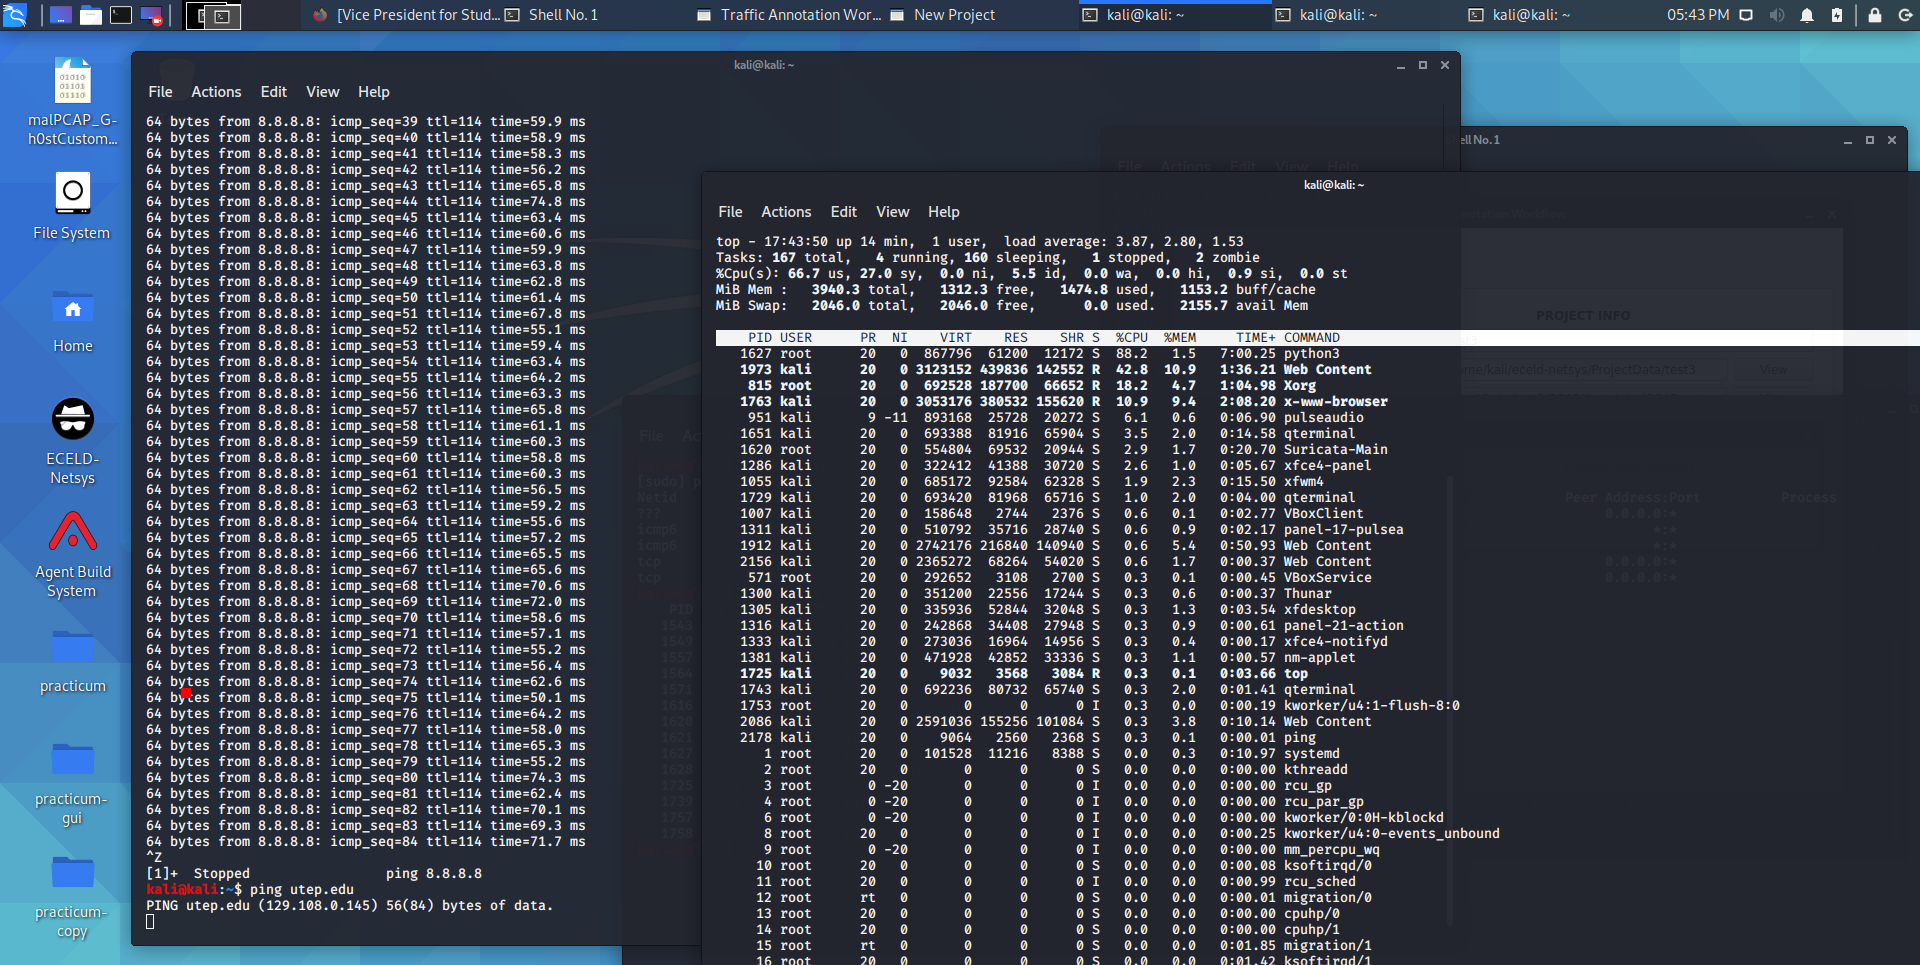 [Vice President for Stud...
Shell No. 1
Traffic Annotation Wor...
New Project
kali@kali: ~
kali@kali: ~
kali@kali: ~
05:43 PM
malPCAP_G-
h0stCustom...
File System
Home
ECELD-
Netsys
Agent Build
System
practicum
practicum-
gui
practicum-
copy
kali@kali: ~
File Actions Edit View Help
64 bytes from 8.8.8.8: icmp_seq=39 ttl=114 time=59.9 ms
64 bytes from 8.8.8.8: icmp_seq=40 ttl=114 time=58.9 ms
64 bytes from 8.8.8.8: icmp_seq=41 ttl=114 time=58.3 ms
64 bytes from 8.8.8.8: icmp_seq=42 ttl=114 time=56.2 ms
64 bytes from 8.8.8.8: icmp_seq=43 ttl=114 time=65.8 ms
64 bytes from 8.8.8.8: icmp_seq=44 ttl=114 time=74.8 ms
64 bytes from 8.8.8.8: icmp_seq=45 ttl=114 time=63.4 ms
64 bytes from 8.8.8.8: icmp_seq=46 ttl=114 time=60.6 ms
64 bytes from 8.8.8.8: icmp_seq=47 ttl=114 time=59.9 ms
64 bytes from 8.8.8.8: icmp_seq=48 ttl=114 time=63.8 ms
64 bytes from 8.8.8.8: icmp_seq=49 ttl=114 time=62.8 ms
64 bytes from 8.8.8.8: icmp_seq=50 ttl=114 time=61.4 ms
64 bytes from 8.8.8.8: icmp_seq=51 ttl=114 time=67.8 ms
64 bytes from 8.8.8.8: icmp_seq=52 ttl=114 time=55.1 ms
64 bytes from 8.8.8.8: icmp_seq=53 ttl=114 time=59.4 ms
64 bytes from 8.8.8.8: icmp_seq=54 ttl=114 time=63.4 ms
64 bytes from 8.8.8.8: icmp_seq=55 ttl=114 time=64.2 ms
64 bytes from 8.8.8.8: icmp_seq=56 ttl=114 time=63.3 ms
64 bytes from 8.8.8.8: icmp_seq=57 ttl=114 time=65.8 ms
64 bytes from 8.8.8.8: icmp_seq=58 ttl=114 time=61.1 ms
64 bytes from 8.8.8.8: icmp_seq=59 ttl=114 time=60.3 ms
64 bytes from 8.8.8.8: icmp_seq=60 ttl=114 time=58.8 ms
64 bytes from 8.8.8.8: icmp_seq=61 ttl=114 time=60.3 ms
64 bytes from 8.8.8.8: icmp_seq=62 ttl=114 time=56.5 ms
64 bytes from 8.8.8.8: icmp_seq=63 ttl=114 time=59.2 ms
64 bytes from 8.8.8.8: icmp_seq=64 ttl=114 time=55.6 ms
64 bytes from 8.8.8.8: icmp_seq=65 ttl=114 time=57.2 ms
64 bytes from 8.8.8.8: icmp_seq=66 ttl=114 time=65.5 ms
64 bytes from 8.8.8.8: icmp_seq=67 ttl=114 time=65.6 ms
64 bytes from 8.8.8.8: icmp_seq=68 ttl=114 time=70.6 ms
64 bytes from 8.8.8.8: icmp_seq=69 ttl=114 time=72.0 ms
64 bytes from 8.8.8.8: icmp_seq=70 ttl=114 time=58.6 ms
64 bytes from 8.8.8.8: icmp_seq=71 ttl=114 time=57.1 ms
64 bytes from 8.8.8.8: icmp_seq=72 ttl=114 time=55.2 ms
64 bytes from 8.8.8.8: icmp_seq=73 ttl=114 time=56.4 ms
64 bytes from 8.8.8.8: icmp_seq=74 ttl=114 time=62.6 ms
64 bytes from 8.8.8.8: icmp_seq=75 ttl=114 time=50.1 ms
64 bytes from 8.8.8.8: icmp_seq=76 ttl=114 time=64.2 ms
64 bytes from 8.8.8.8: icmp_seq=77 ttl=114 time=58.0 ms
64 bytes from 8.8.8.8: icmp_seq=78 ttl=114 time=65.3 ms
64 bytes from 8.8.8.8: icmp_seq=79 ttl=114 time=55.2 ms
64 bytes from 8.8.8.8: icmp_seq=80 ttl=114 time=74.3 ms
64 bytes from 8.8.8.8: icmp_seq=81 ttl=114 time=62.4 ms
64 bytes from 8.8.8.8: icmp_seq=82 ttl=114 time=70.1 ms
64 bytes from 8.8.8.8: icmp_seq=83 ttl=114 time=69.3 ms
64 bytes from 8.8.8.8: icmp_seq=84 ttl=114 time=71.7 ms
^Z
[1]+ Stopped ping 8.8.8.8
kali@kali:~$ ping utep.edu
PING utep.edu (129.108.0.145) 56(84) bytes of data.
ell No. 1
PROJECT INFO
me/kali/eceld-netsys/ProjectData/test3 View
Peer Address:Port Process
0.0.0.0:*
*:*
*:*
0.0.0.0:*
0.0.0.0:*
kali@kali: ~
File Actions Edit View Help
top - 17:43:50 up 14 min, 1 user, load average: 3.87, 2.80, 1.53
Tasks: 167 total, 4 running, 160 sleeping, 1 stopped, 2 zombie
%Cpu(s): 66.7 us, 27.0 sy, 0.0 ni, 5.5 id, 0.0 wa, 0.0 hi, 0.9 si, 0.0 st
MiB Mem : 3940.3 total, 1312.3 free, 1474.8 used, 1153.2 buff/cache
MiB Swap: 2046.0 total, 2046.0 free, 0.0 used. 2155.7 avail Mem
PID USER PR NI VIRT RES SHR S %CPU %MEM TIME+ COMMAND
1627 root 20 0 867796 61200 12172 S 88.2 1.5 7:00.25 python3
1973 kali 20 0 3123152 439836 142552 R 42.8 10.9 1:36.21 Web Content
815 root 20 0 692528 187700 66652 R 18.2 4.7 1:04.98 Xorg
1763 kali 20 0 3053176 380532 155620 R 10.9 9.4 2:08.20 x-www-browser
951 kali 9 -11 893168 25728 20272 S 6.1 0.6 0:06.90 pulseaudio
1651 kali 20 0 693388 81916 65904 S 3.5 2.0 0:14.58 qterminal
1620 root 20 0 554804 69532 20944 S 2.9 1.7 0:20.70 Suricata-Main
1286 kali 20 0 322412 41388 30720 S 2.6 1.0 0:05.67 xfce4-panel
1055 kali 20 0 685172 92584 62328 S 1.9 2.3 0:15.50 xfwm4
1729 kali 20 0 693420 81968 65716 S 1.0 2.0 0:04.00 qterminal
1007 kali 20 0 158648 2744 2376 S 0.6 0.1 0:02.77 VBoxClient
1311 kali 20 0 510792 35716 28740 S 0.6 0.9 0:02.17 panel-17-pulsea
1912 kali 20 0 2742176 216840 140940 S 0.6 5.4 0:50.93 Web Content
2156 kali 20 0 2365272 68264 54020 S 0.6 1.7 0:00.37 Web Content
571 root 20 0 292652 3108 2700 S 0.3 0.1 0:00.45 VBoxService
1300 kali 20 0 351200 22556 17244 S 0.3 0.6 0:00.37 Thunar
1305 kali 20 0 335936 52844 32048 S 0.3 1.3 0:03.54 xfdesktop
1316 kali 20 0 242868 34408 27948 S 0.3 0.9 0:00.61 panel-21-action
1333 kali 20 0 273036 16964 14956 S 0.3 0.4 0:00.17 xfce4-notifyd
1381 kali 20 0 471928 42852 33336 S 0.3 1.1 0:00.57 nm-applet
1725 kali 20 0 9032 3568 3084 R 0.3 0.1 0:03.66 top
1743 kali 20 0 692236 80732 65740 S 0.3 2.0 0:01.41 qterminal
1753 root 20 0 0 0 0 I 0.3 0.0 0:00.19 kworker/u4:1-flush-8:0
2086 kali 20 0 2591036 155256 101084 S 0.3 3.8 0:10.14 Web Content
2178 kali 20 0 9064 2560 2368 S 0.3 0.1 0:00.01 ping
1 root 20 0 101528 11216 8388 S 0.0 0.3 0:10.97 systemd
2 root 20 0 0 0 0 S 0.0 0.0 0:00.00 kthreadd
3 root 0 -20 0 0 0 I 0.0 0.0 0:00.00 rcu_gp
4 root 0 -20 0 0 0 I 0.0 0.0 0:00.00 rcu_par_gp
6 root 0 -20 0 0 0 I 0.0 0.0 0:00.00 kworker/0:0H-kblockd
8 root 20 0 0 0 0 I 0.0 0.0 0:00.25 kworker/u4:0-events_unbound
9 root 0 -20 0 0 0 I 0.0 0.0 0:00.00 mm_percpu_wq
10 root 20 0 0 0 0 S 0.0 0.0 0:00.08 ksoftirqd/0
11 root 20 0 0 0 0 I 0.0 0.0 0:00.99 rcu_sched
12 root rt 0 0 0 0 S 0.0 0.0 0:00.01 migration/0
13 root 20 0 0 0 0 S 0.0 0.0 0:00.00 cpuhp/0
14 root 20 0 0 0 0 S 0.0 0.0 0:00.00 cpuhp/1
15 root rt 0 0 0 0 S 0.0 0.0 0:01.85 migration/1
16 root 20 0 0 0 0 S 0.0 0.0 0:01.42 ksoftirqd/1